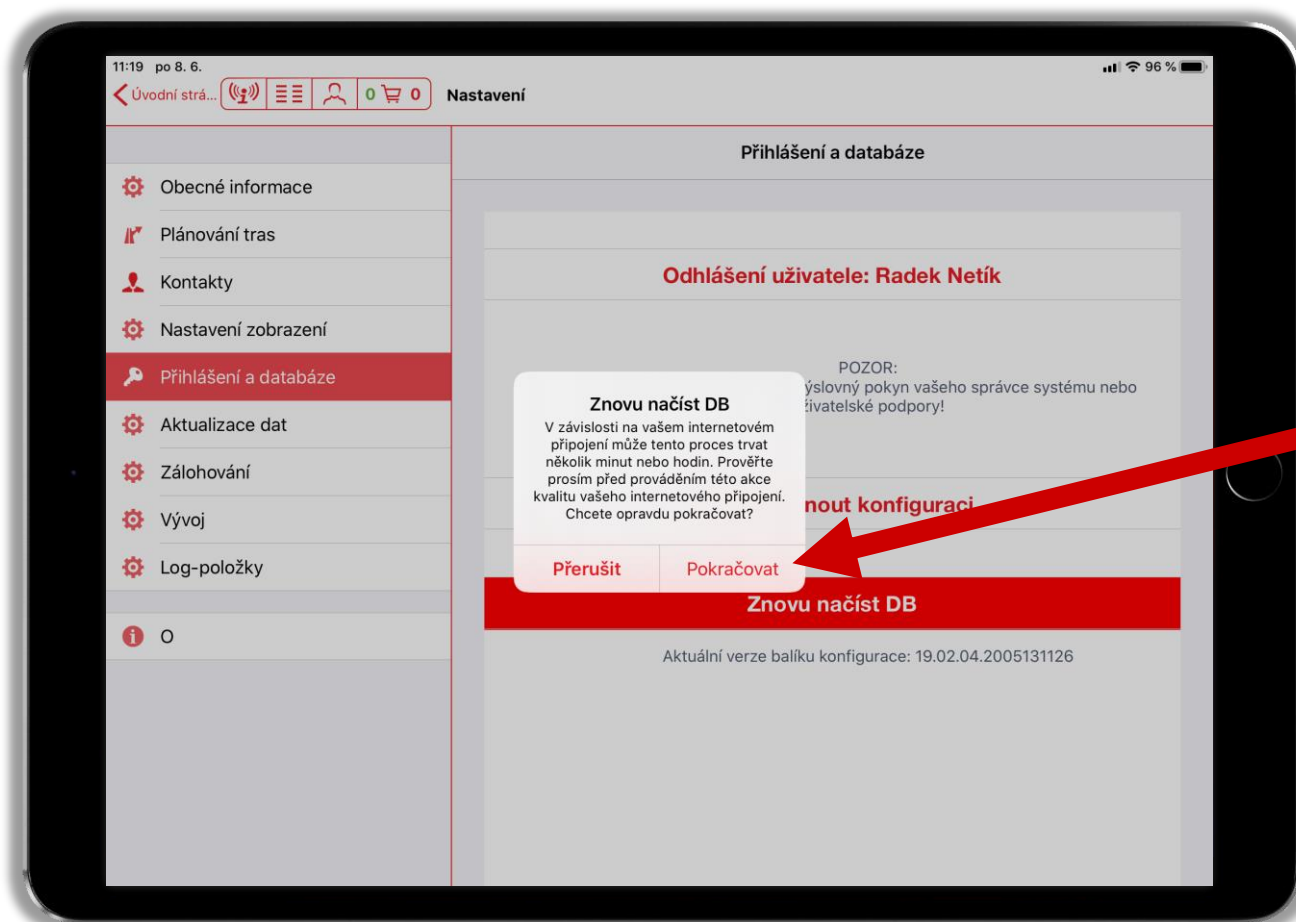 11:19 po 8. 6.
96 %
Úvodní strá...
0 0
Nastavení
Přihlášení a databáze
Obecné informace
Plánování tras
Kontakty
Nastavení zobrazení
Přihlášení a databáze
Aktualizace dat
Zálohování
Vývoj
Log-položky
O
Odhlášení uživatele: Radek Netík
POZOR:
pokyn vašeho správce systému nebo
podpory!
konfiguraci
Znovu načíst DB
V závislosti na vašem internetovém
připojení může tento proces trvat
několik minut nebo hodin. Prověřte
prosím před prováděním této akce
kvalitu vašeho internetového připojení.
Chcete opravdu pokračovat?
Přerušit Pokračovat
Znovu načíst DB
Aktuální verze balíku konfigurace: 19.02.04.2005131126